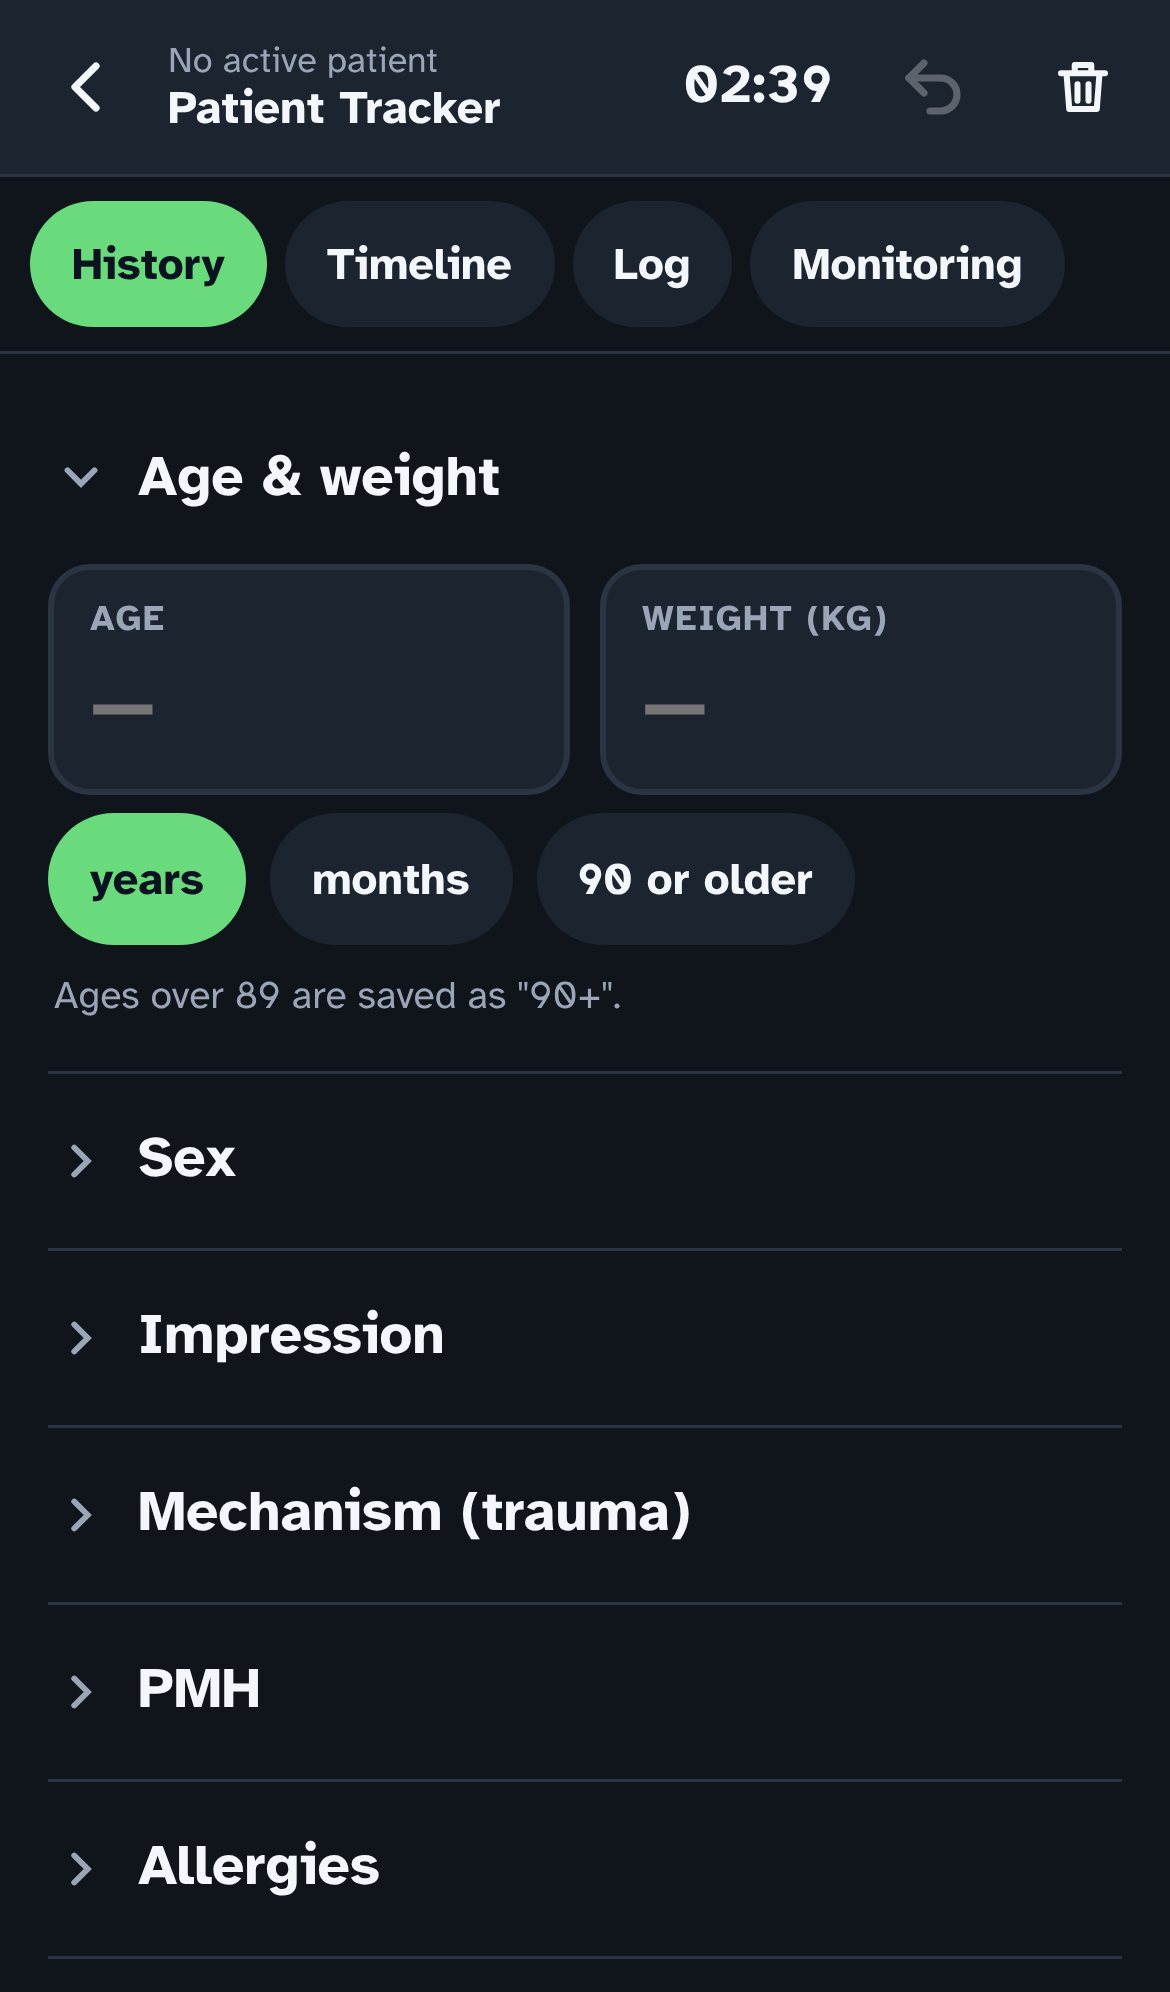 No active patient
Patient Tracker
02:39
History
Timeline
Log
Monitoring
Age & weight
AGE
—
WEIGHT (KG)
—
years
months
90 or older
Ages over 89 are saved as "90+".
Sex
Impression
Mechanism (trauma)
PMH
Allergies